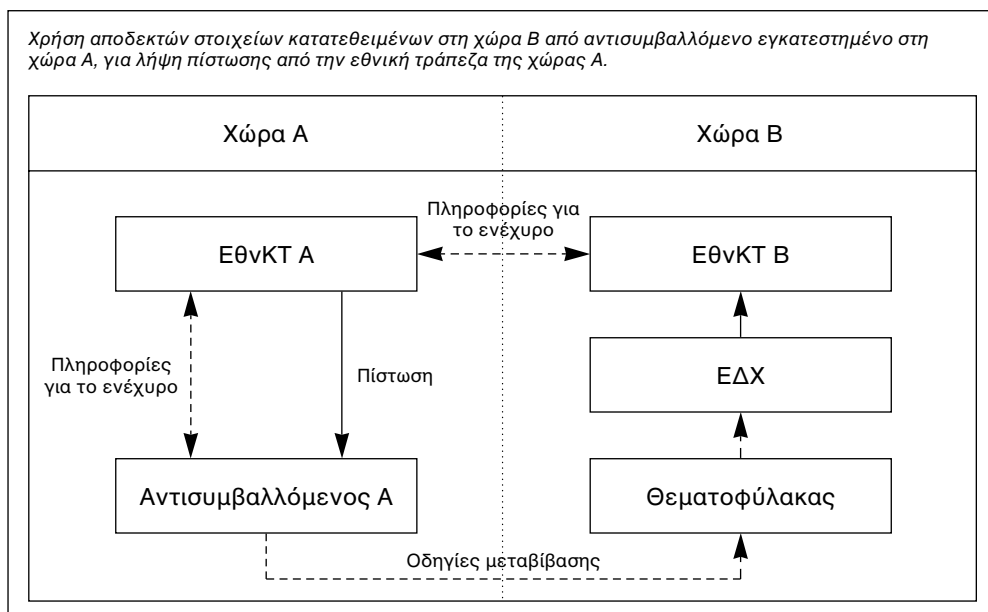 Χρήση αποδεκτών στοιχείων κατατεθειμένων στη χώρα Β από αντισυμβαλλόμενο εγκατεστημένο στη
χώρα Α, για λήψη πίστωσης από την εθνική τράπεζα της χώρας Α.
Χώρα Α
Χώρα Β
Πληροφορίες για
το ενέχυρο
ΕθνΚΤ Α
ΕθνΚΤ Β
Πληροφορίες
για το ενέχυρο
Πίστωση
ΕΔΧ
Αντισυμβαλλόμενος Α
Θεματοφύλακας
Οδηγίες μεταβίβασης